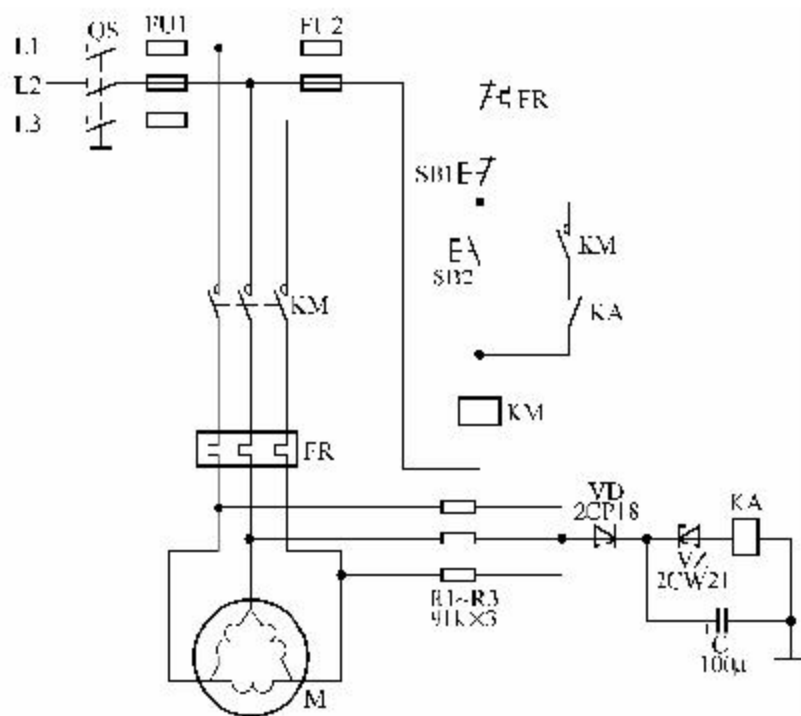 QS
FU1
FU2
L1
L2
L3
FR
SB1
SB2
KM
KA
KM
KM
FR
VD
2CP18
KA
VZ
2CW21
R1~R3
91K×3
C
100μ
M